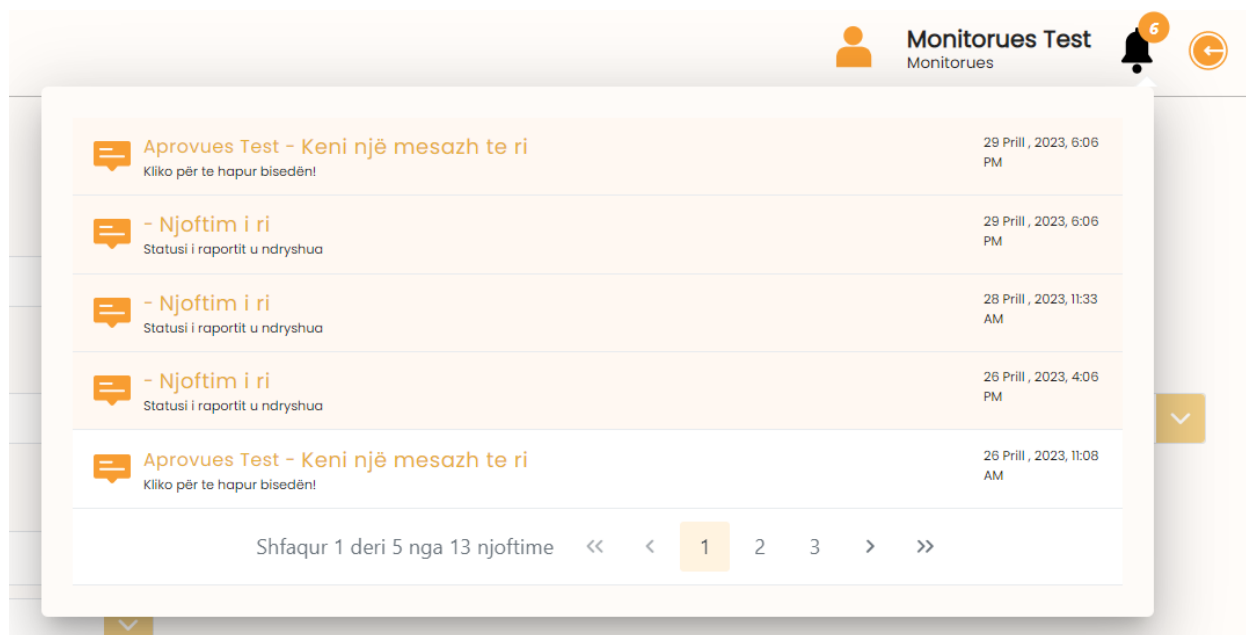 Monitorues Test
Monitorues
6
Aprovues Test - Keni një mesazh te ri
Kliko për te hapur bisedën!
29 Prill , 2023, 6:06
PM
- Njoftim i ri
Statusi i raportit u ndryshua
29 Prill , 2023, 6:06
PM
- Njoftim i ri
Statusi i raportit u ndryshua
28 Prill , 2023, 11:33
AM
- Njoftim i ri
Statusi i raportit u ndryshua
26 Prill , 2023, 4:06
PM
Aprovues Test - Keni një mesazh te ri
Kliko për te hapur bisedën!
26 Prill , 2023, 11:08
AM
Shfaqur 1 deri 5 nga 13 njoftime « ‹ 1 2 3 › »